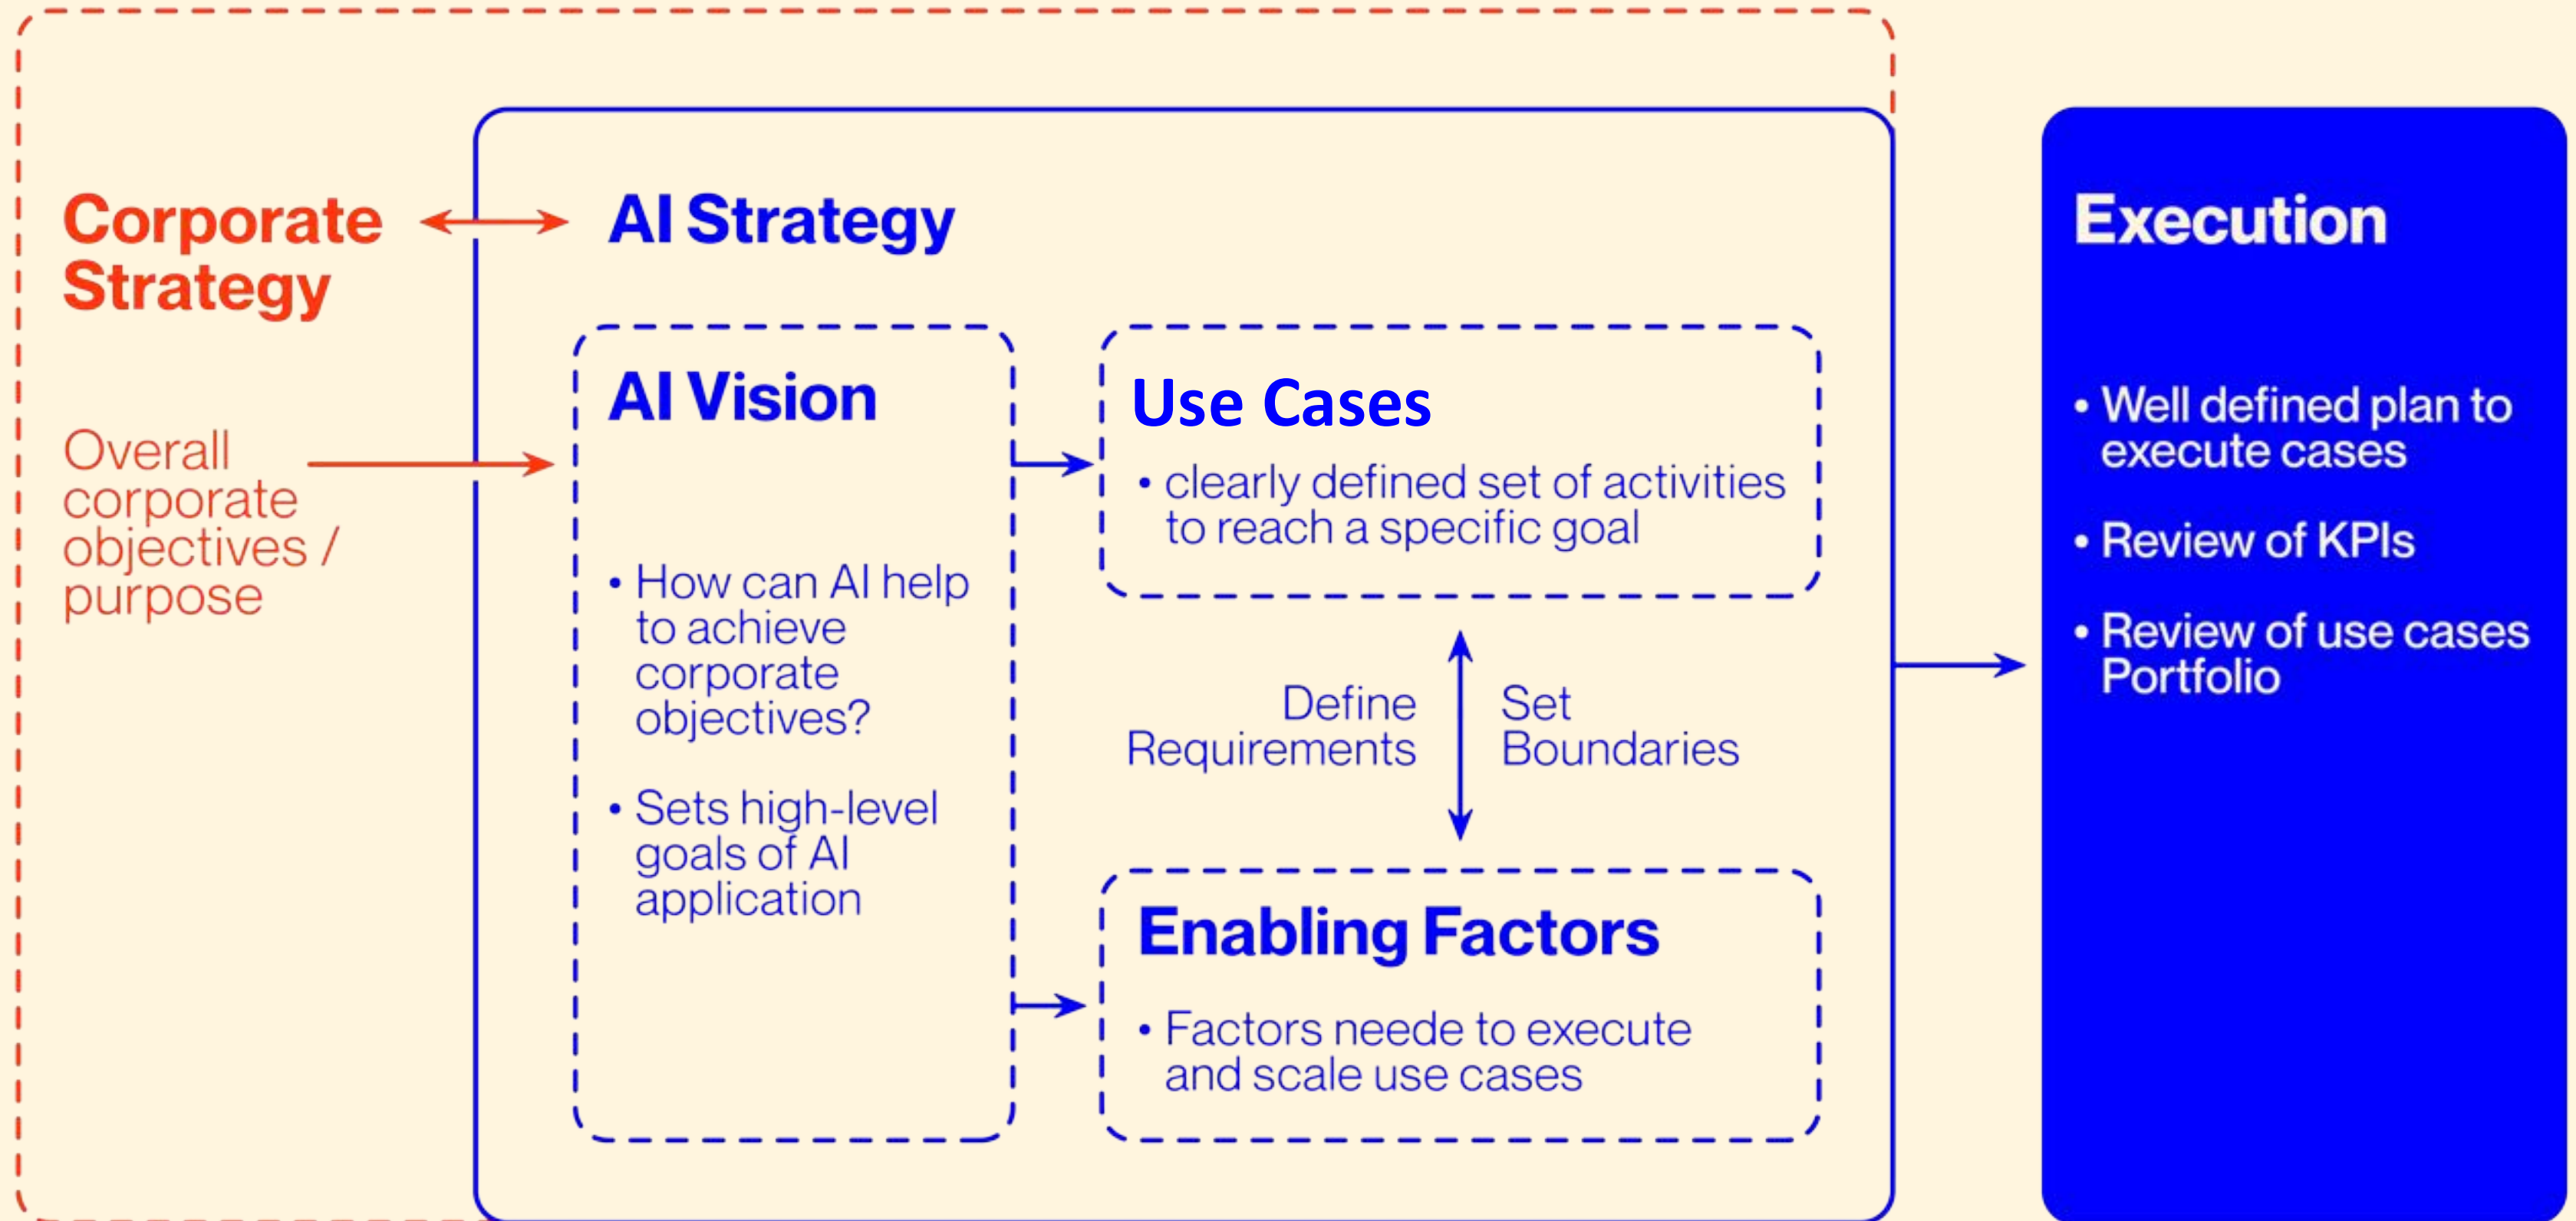 Corporate
Strategy
Overall
corporate
objectives /
purpose
AI Strategy
AI Vision
• How can AI help
to achieve
corporate
objectives?
• Sets high-level
goals of AI
application
Use Cases
• clearly defined set of activities
to reach a specific goal
Define
Requirements
Set
Boundaries
Enabling Factors
• Factors neede to execute
and scale use cases
Execution
• Well defined plan to
execute cases
• Review of KPIs
• Review of use cases
Portfolio